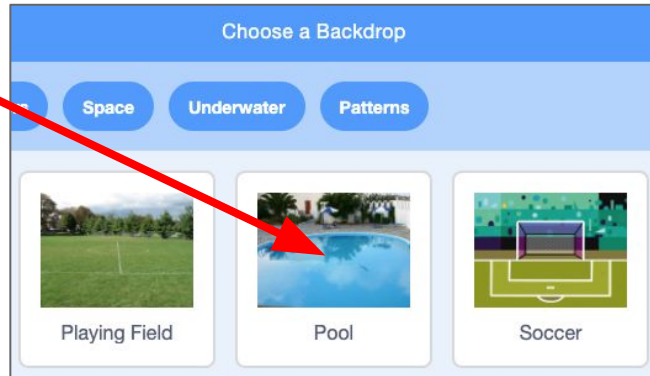 Choose a Backdrop
Space Underwater Patterns
Playing Field Pool Soccer